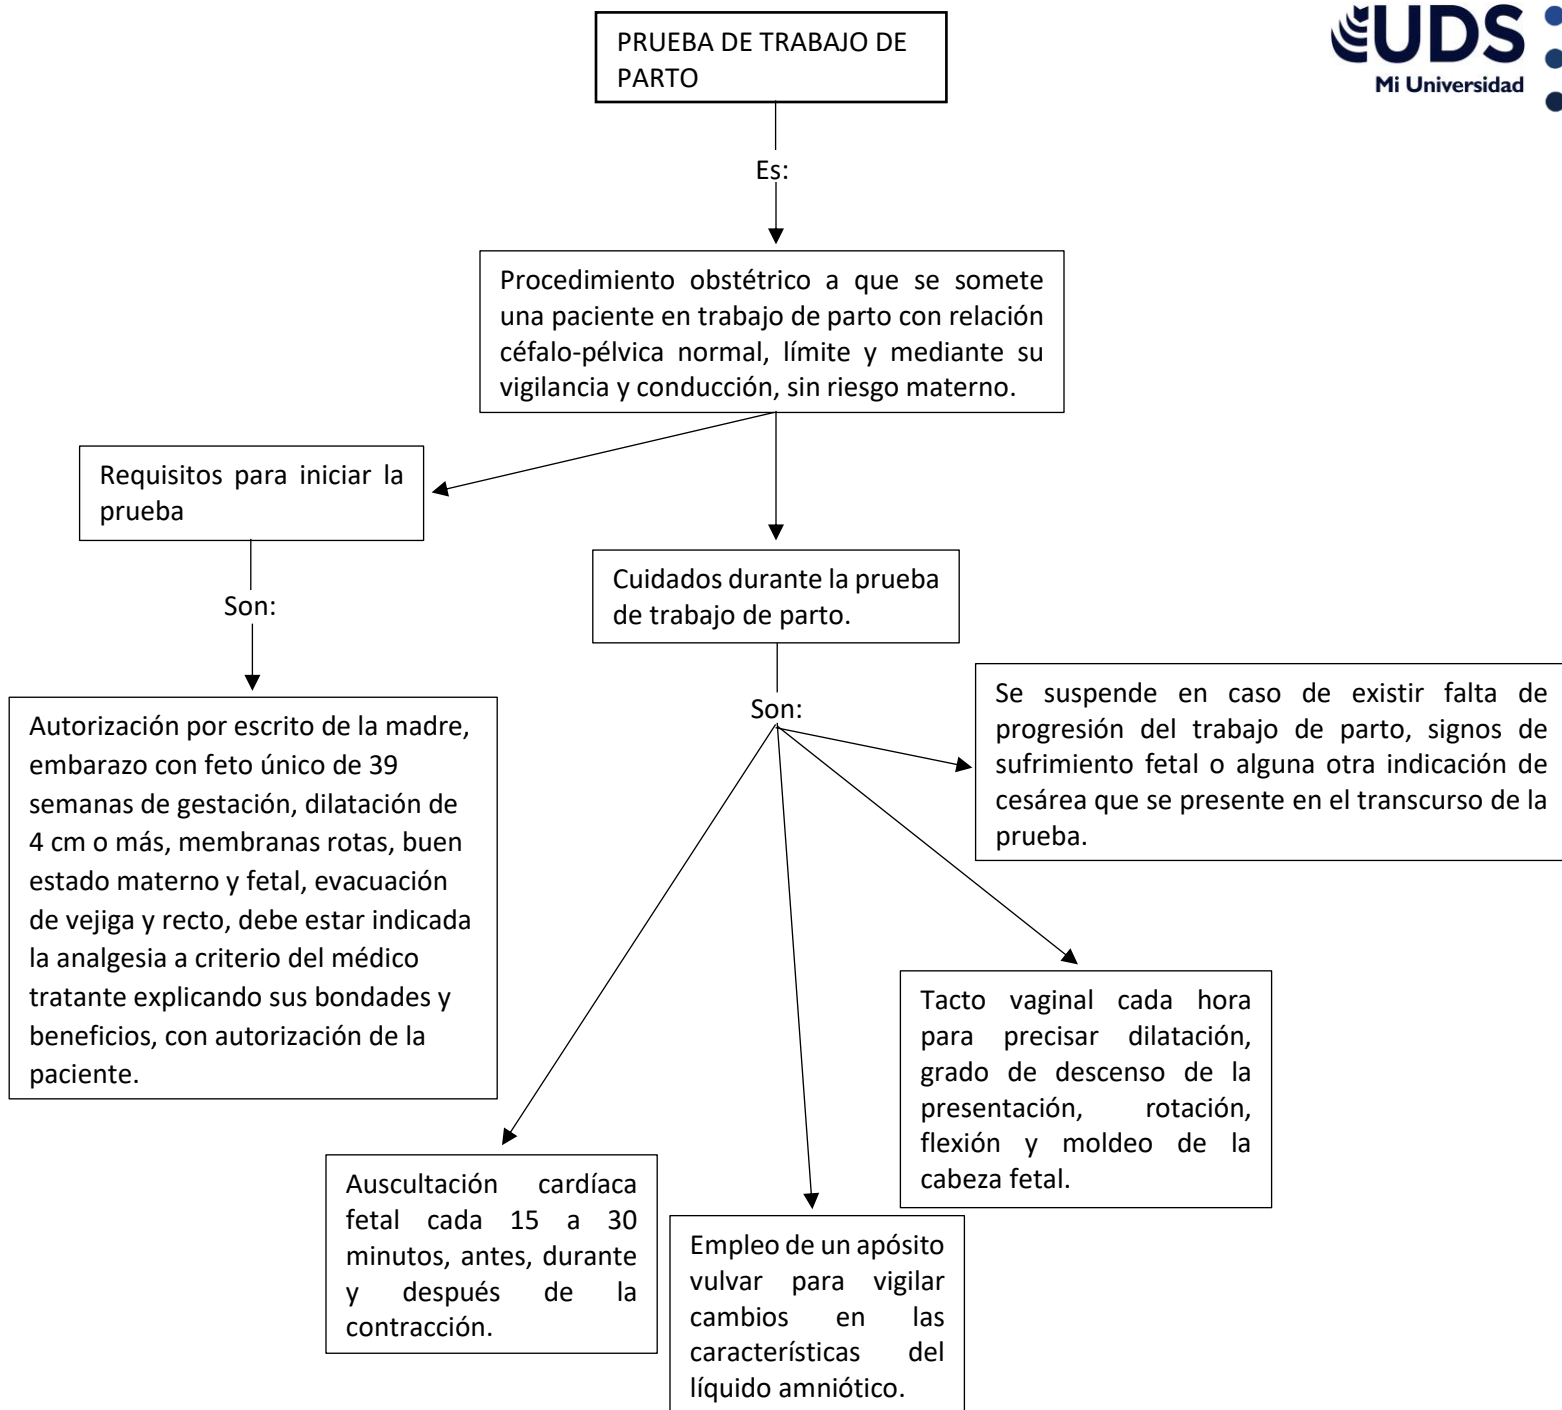 PRUEBA DE TRABAJO DE
PARTO
UDS
Mi Universidad
Es:
Procedimiento obstétrico a que se somete
una paciente en trabajo de parto con relación
céfalo-pélvica normal, límite y mediante su
vigilancia y conducción, sin riesgo materno.
Requisitos para iniciar la
prueba
Son:
Autorización por escrito de la madre,
embarazo con feto único de 39
semanas de gestación, dilatación de
4 cm o más, membranas rotas, buen
estado materno y fetal, evacuación
de vejiga y recto, debe estar indicada
la analgesia a criterio del médico
tratante explicando sus bondades y
beneficios, con autorización de la
paciente.
Cuidados durante la prueba
de trabajo de parto.
Son:
Se suspende en caso de existir falta de
progresión del trabajo de parto, signos de
sufrimiento fetal o alguna otra indicación de
cesárea que se presente en el transcurso de la
prueba.
Tacto vaginal cada hora
para precisar dilatación,
grado de descenso de la
presentación, rotación,
flexión y moldeo de la
cabeza fetal.
Auscultación cardíaca
fetal cada 15 a 30
minutos, antes, durante
y después de la
contracción.
Empleo de un apósito
vulvar para vigilar
cambios en las
características del
líquido amniótico.